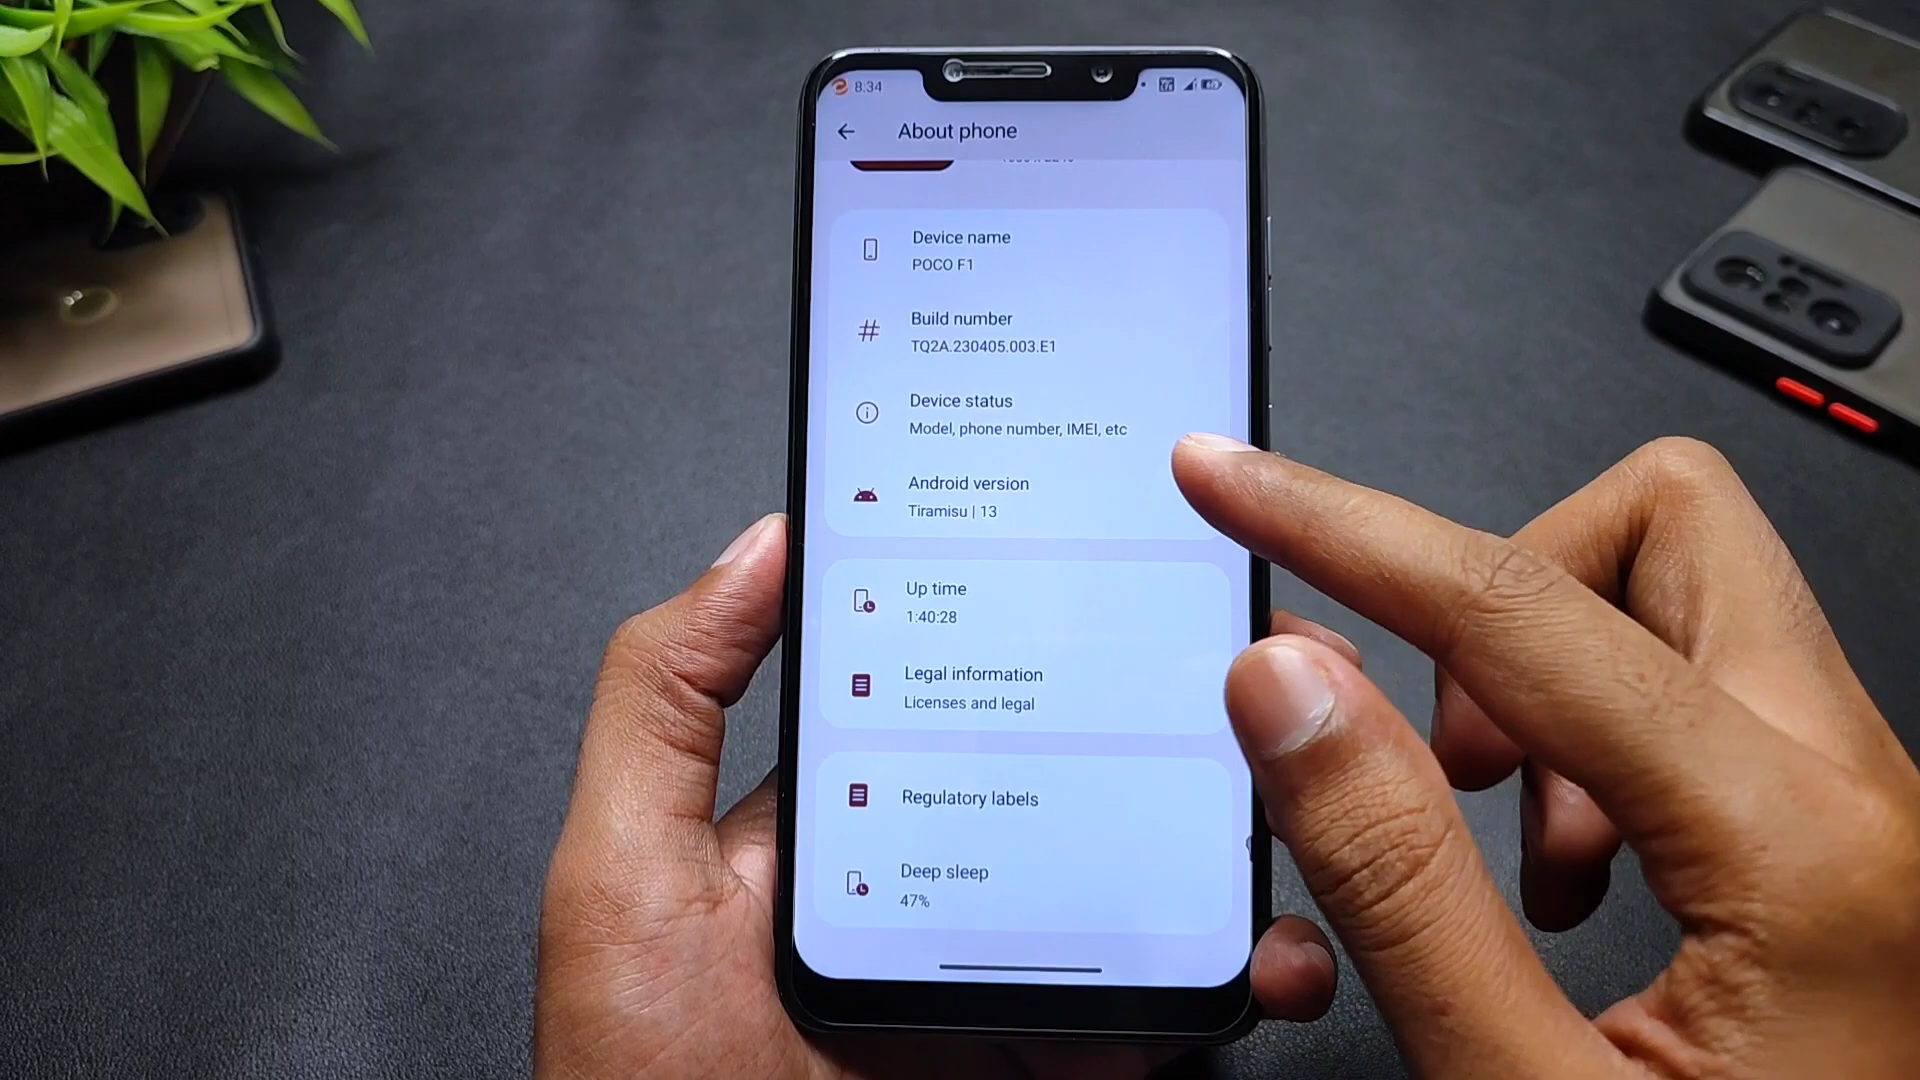 8:34
About phone
Device name
POCO F1
Build number
TQ2A.230405.003.E1
Device status
Model, phone number, IMEI, etc
Android version
Tiramisu | 13
Up time
1:40:28
Legal information
Licenses and legal
Regulatory labels
Deep sleep
47%